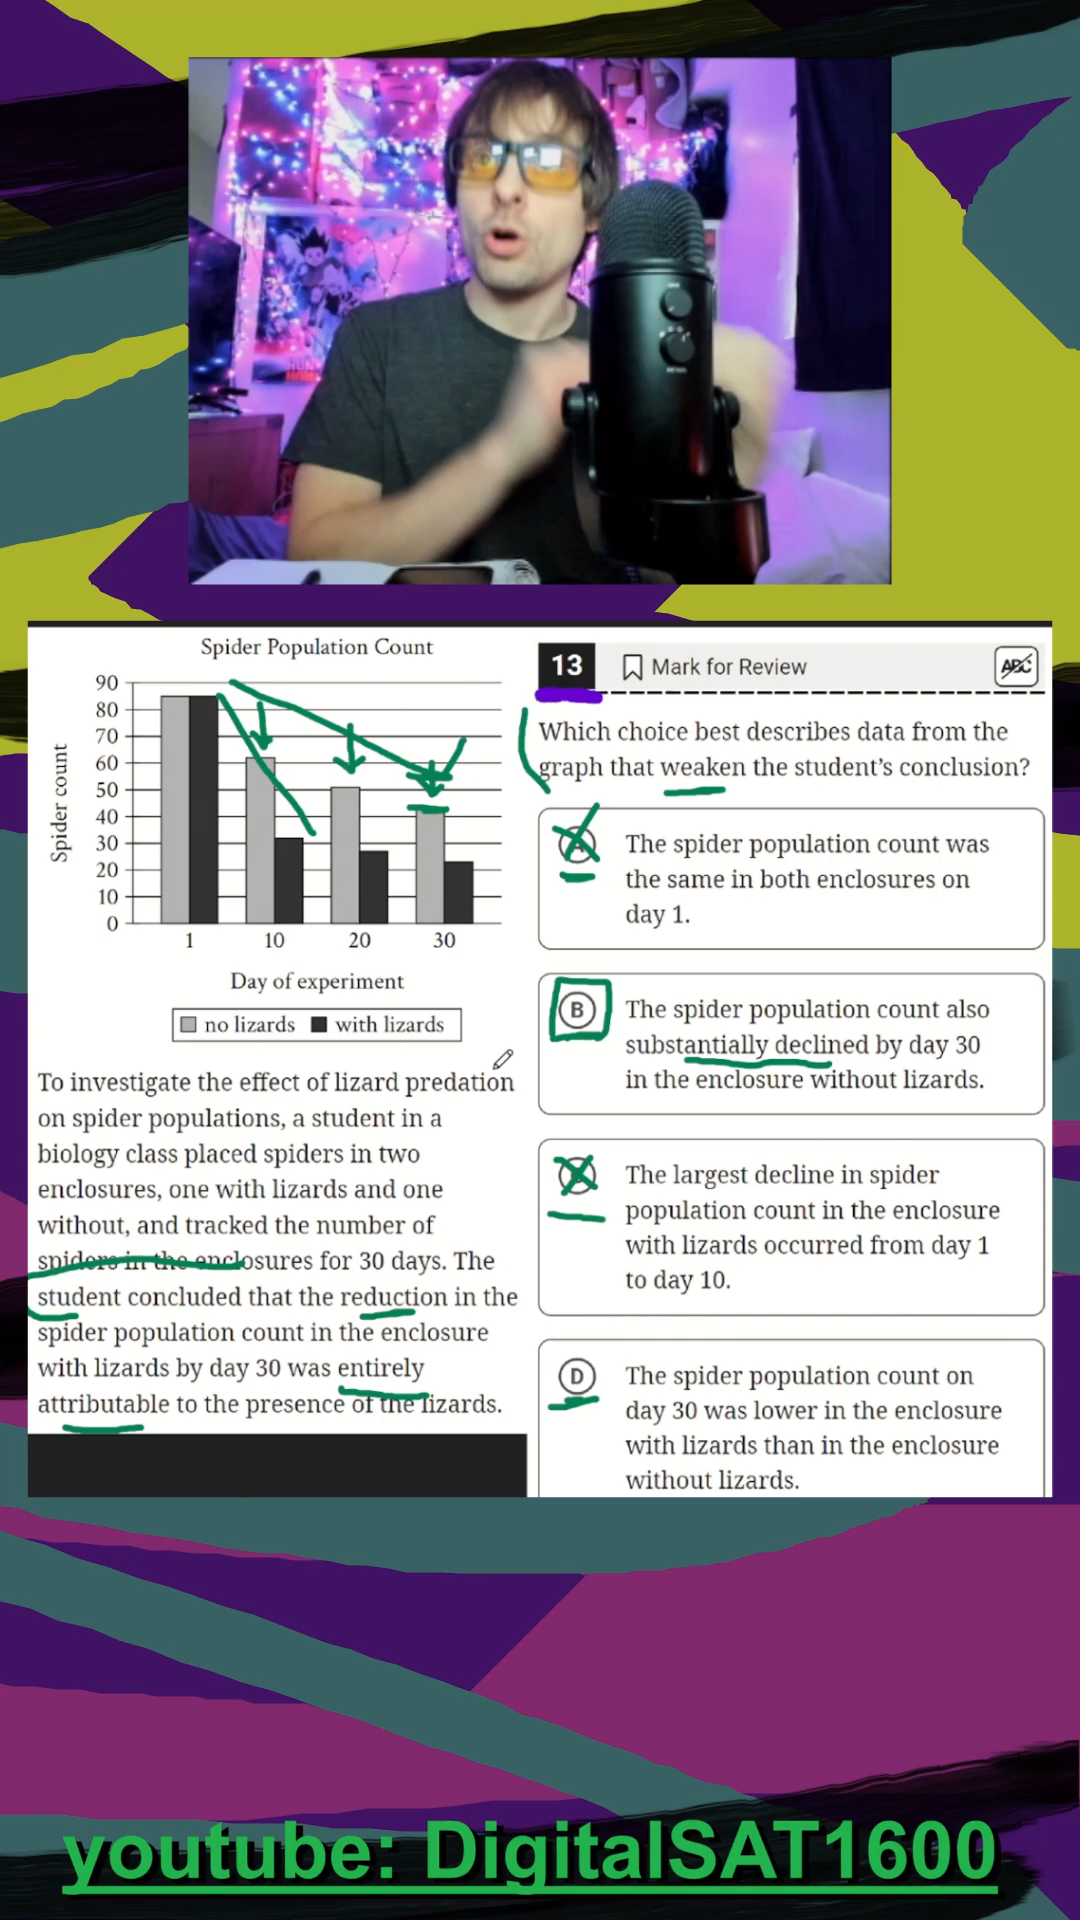 Spider Population Count
90
80
70
60
50
40
30
20
10
0
Spider count
1 10 20 30
Day of experiment
no lizards with lizards
To investigate the effect of lizard predation
on spider populations, a student in a
biology class placed spiders in two
enclosures, one with lizards and one
without, and tracked the number of
spiders in the enclosures for 30 days. The
student concluded that the reduction in the
spider population count in the enclosure
with lizards by day 30 was entirely
attributable to the presence of the lizards.
13 Mark for Review ABC
Which choice best describes data from the
graph that weaken the student's conclusion?
A
The spider population count was
the same in both enclosures on
day 1.
B
The spider population count also
substantially declined by day 30
in the enclosure without lizards.
The largest decline in spider
population count in the enclosure
with lizards occurred from day 1
to day 10.
D
The spider population count on
day 30 was lower in the enclosure
with lizards than in the enclosure
without lizards.
youtube: DigitalSAT1600